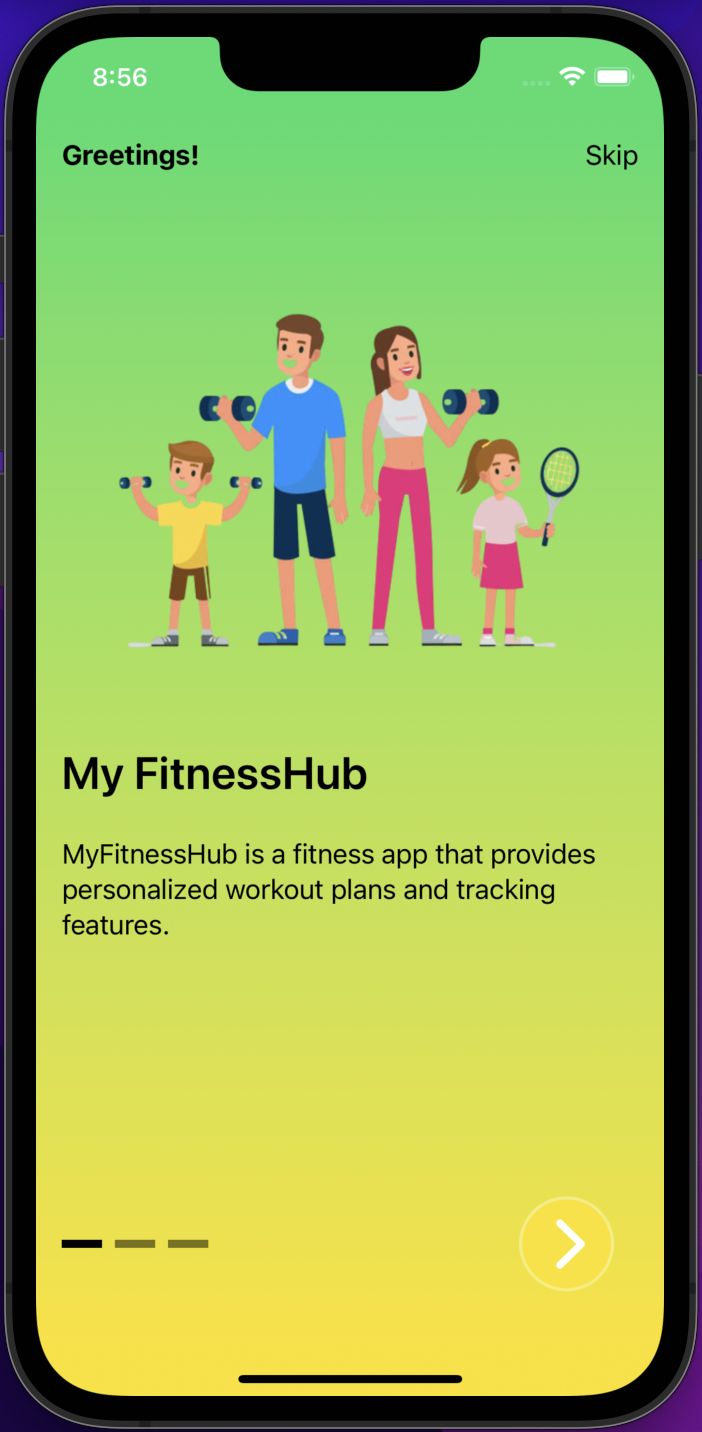 8:56
Greetings!
Skip
My FitnessHub
MyFitnessHub is a fitness app that provides
personalized workout plans and tracking
features.